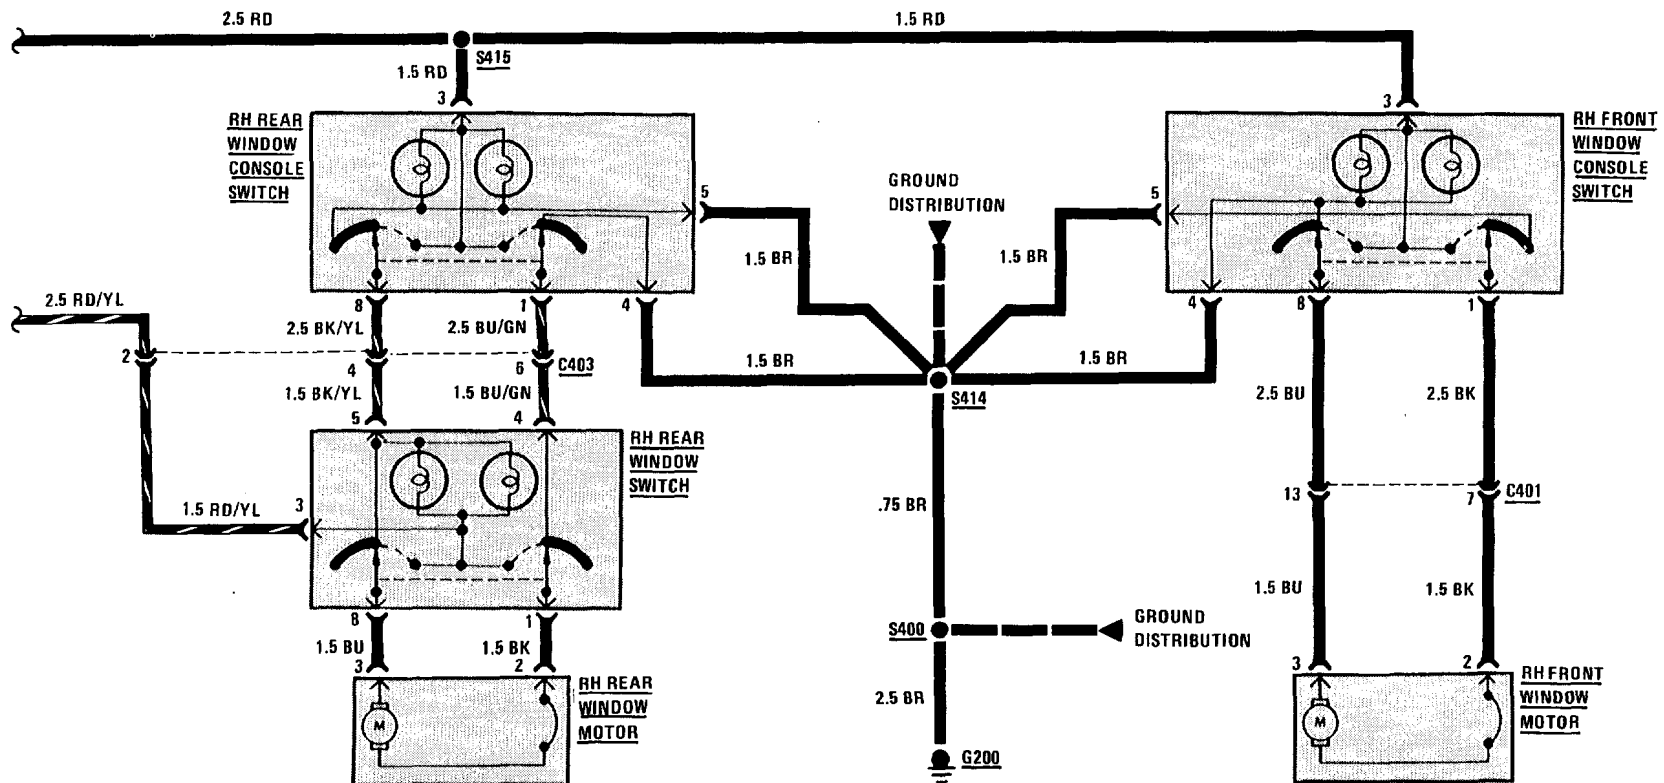 2.5 RD
1.5 RD
S415
1.5 RD
3
3
RH REAR
WINDOW
CONSOLE
SWITCH
RH FRONT
WINDOW
CONSOLE
SWITCH
GROUND
DISTRIBUTION
5
5
1.5 BR
1.5 BR
2.5 RD/YL
8
1
4
4
8
1
2.5 BK/YL
2.5 BU/GN
2
4
6
C403
1.5 BR
1.5 BR
1.5 BK/YL
1.5 BU/GN
S414
2.5 BU
2.5 BK
5
4
RH REAR
WINDOW
SWITCH
1.5 RD/YL
3
.75 BR
13
7
C401
1.5 BU
1.5 BK
8
1
S400
GROUND
DISTRIBUTION
1.5 BU
1.5 BK
3
2
3
2
RH REAR
WINDOW
MOTOR
M
2.5 BR
G200
RH FRONT
WINDOW
MOTOR
M